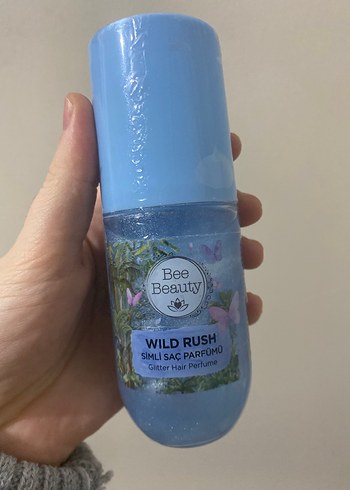 Bee
Beauty
WILD RUSH
SİMLİ SAÇ PARFÜMÜ
Glitter Hair Perfume